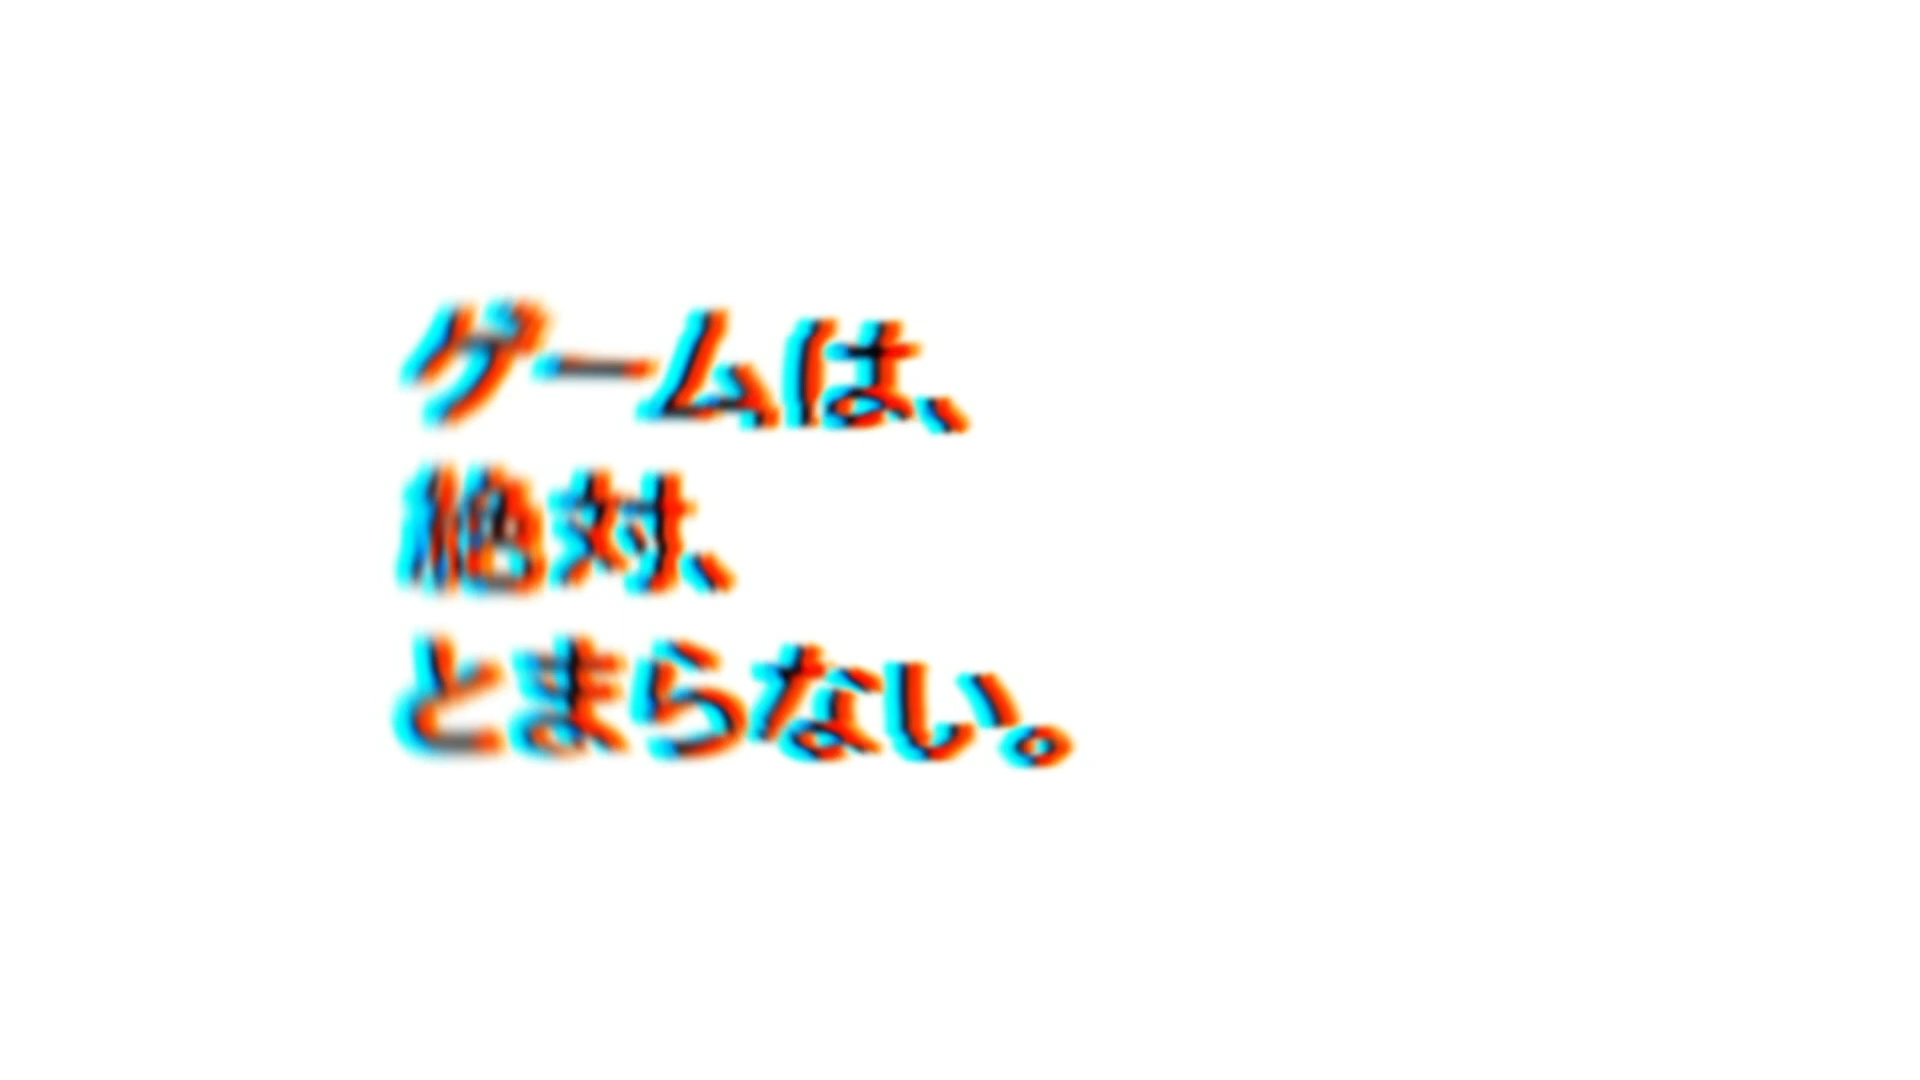 ゲームは、
絶対、
とまらない。